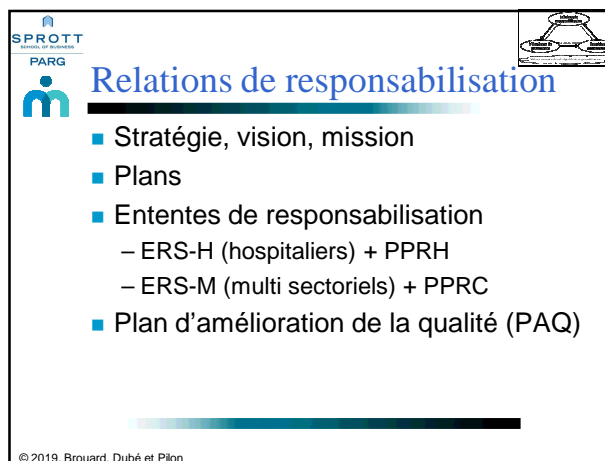 SPROTT
SCHOOL OF BUSINESS
PARG
Relations de responsabilisation
Stratégie, vision, mission
Plans
Ententes de responsabilisation
– ERS-H (hospitaliers) + PPRH
– ERS-M (multi sectoriels) + PPRC
Plan d'amélioration de la qualité (PAQ)
© 2019, Brouard, Dubé et Pilon